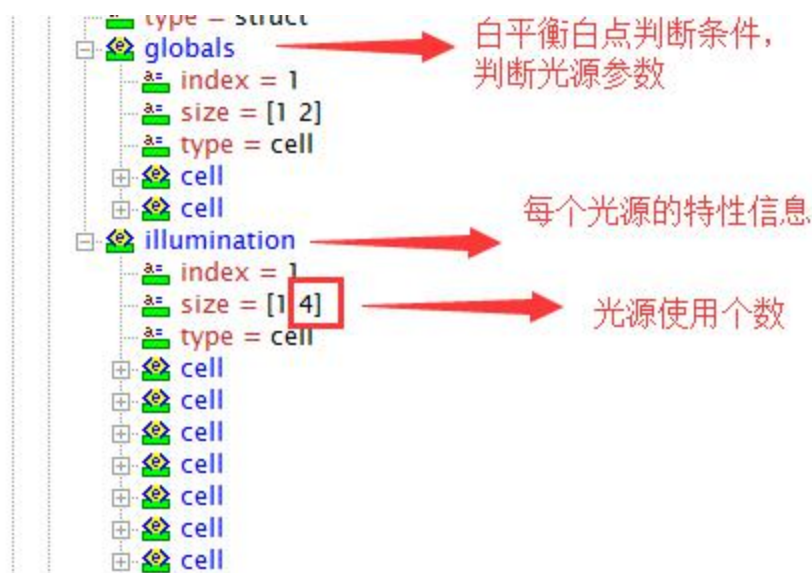 type = struct
globals
白平衡白点判断条件，
判断光源参数
index = 1
size = [1 2]
type = cell
cell
cell
每个光源的特性信息
illumination
index = 1
size = [1 4]
光源使用个数
type = cell
cell
cell
cell
cell
cell
cell
cell